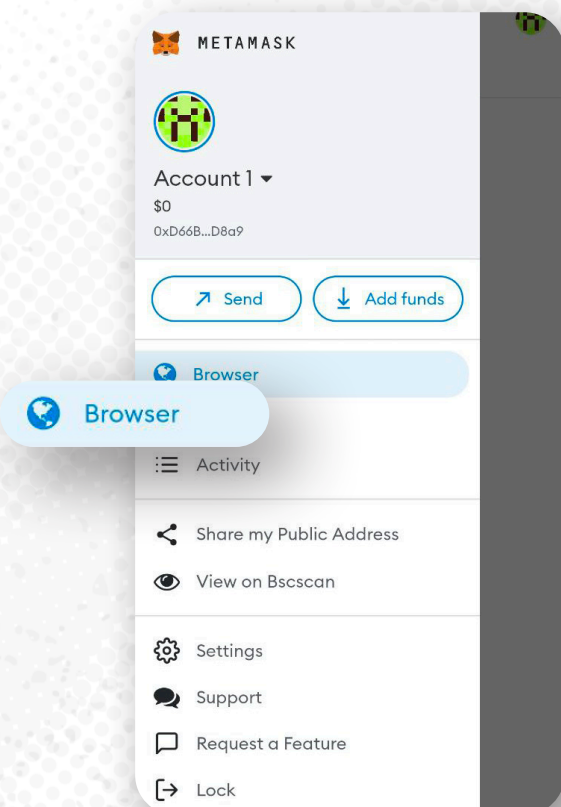 METAMASK
Account 1
$0
0xD66B...D8a9
Send
Add funds
Browser
Browser
Activity
Share my Public Address
View on Bscscan
Settings
Support
Request a Feature
Lock